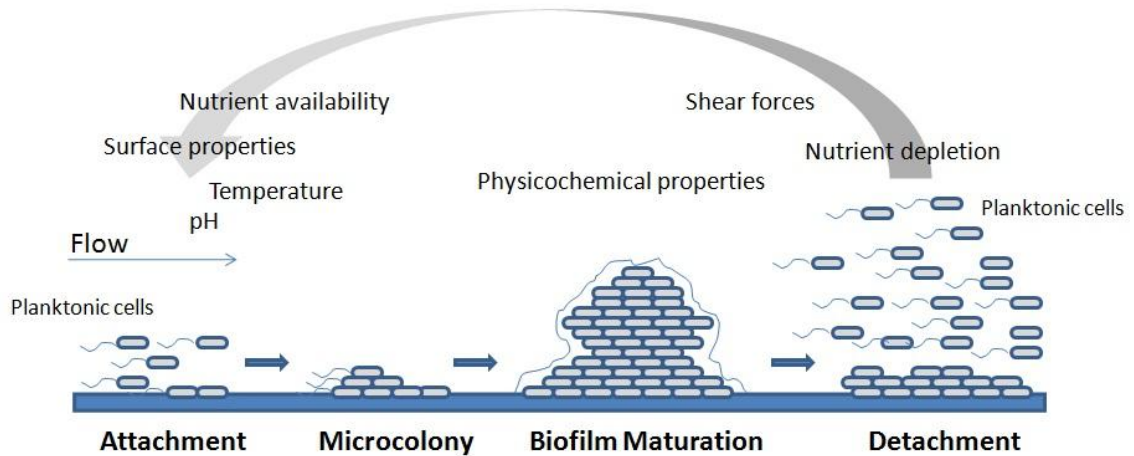 Nutrient availability
Shear forces
Surface properties
Nutrient depletion
Temperature
Physicochemical properties
pH
Planktonic cells
Flow
Planktonic cells
Attachment
Microcolony
Biofilm Maturation
Detachment